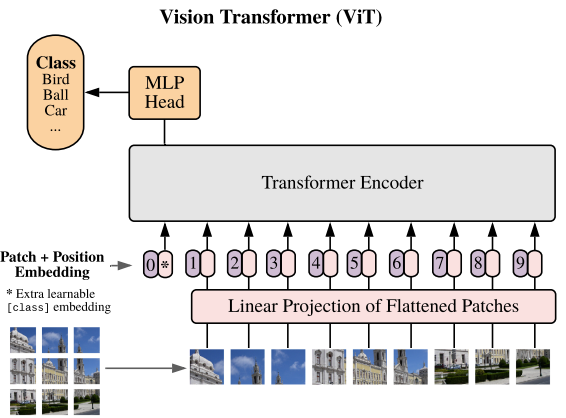 Vision Transformer (ViT)
Class
Bird
Ball
Car
...
MLP
Head
Transformer Encoder
Patch + Position
Embedding
0 * 1 2 3 4 5 6 7 8 9
* Extra learnable
[class] embedding
Linear Projection of Flattened Patches